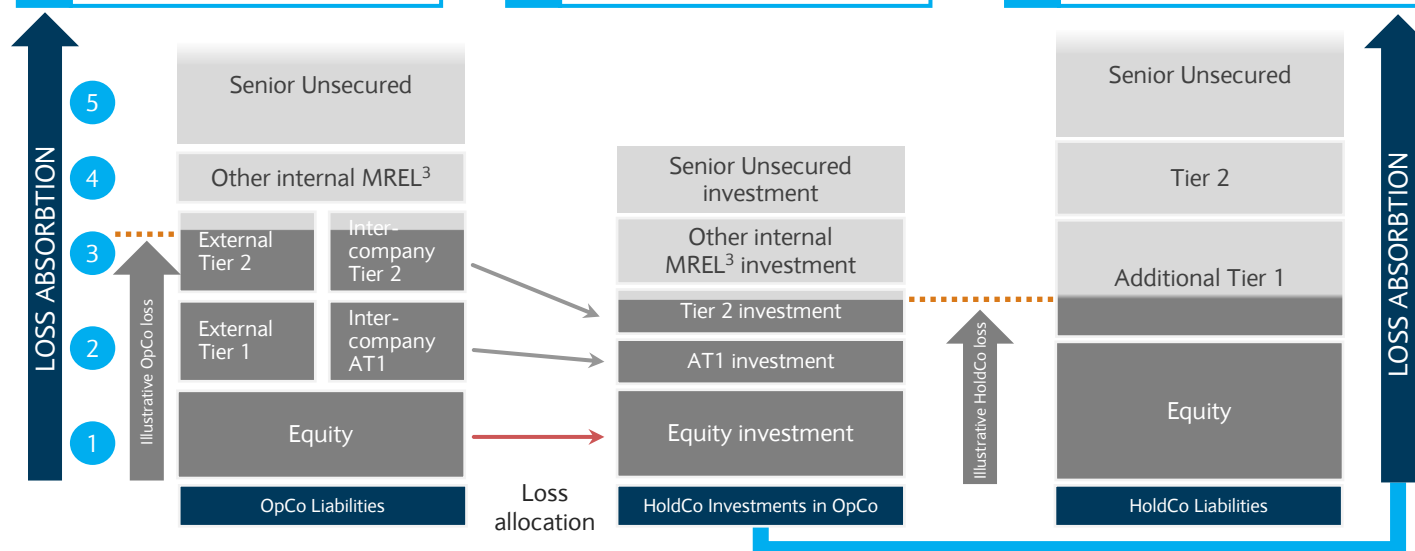 LOSS ABSORBTION
5
4
3
2
1
Illustrative OpCo loss
Senior Unsecured
Other internal MREL3
External
Tier 2
Inter-
company
Tier 2
External
Tier 1
Inter-
company
AT1
Equity
OpCo Liabilities
Loss
allocation
Senior Unsecured
investment
Other internal
MREL3 investment
Tier 2 investment
AT1 investment
Equity investment
HoldCo Investments in OpCo
Illustrative HoldCo loss
Senior Unsecured
Tier 2
Additional Tier 1
Equity
HoldCo Liabilities
LOSS ABSORBTION